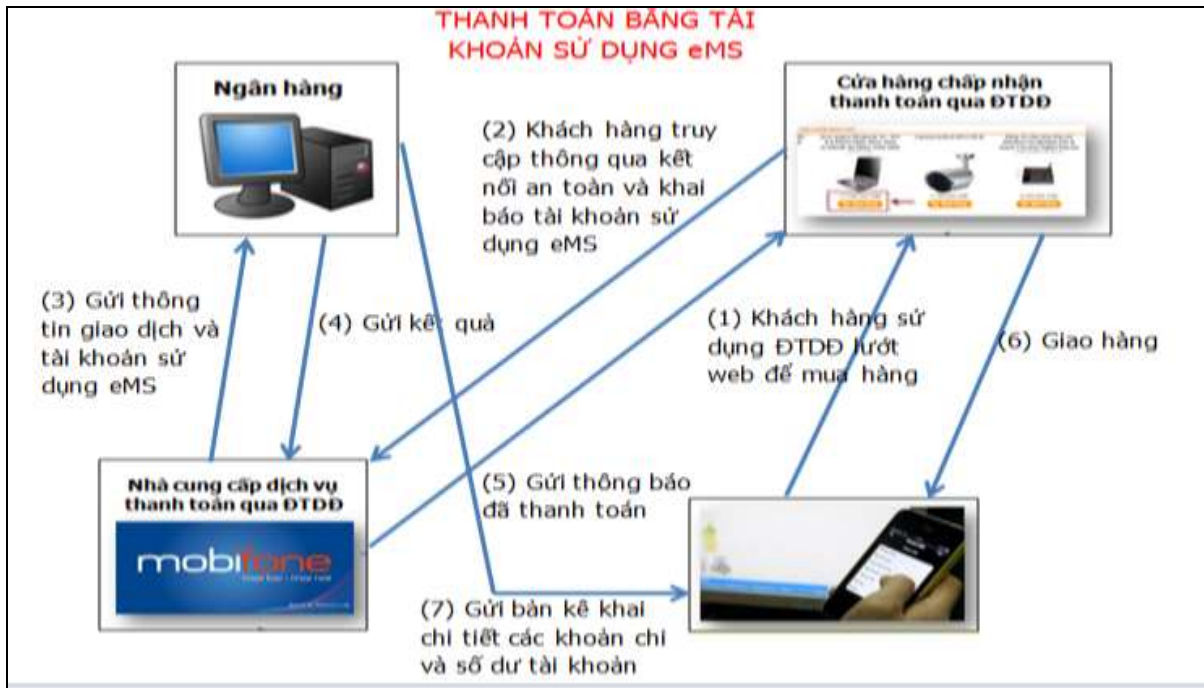 THANH TOÁN BẰNG TÀI
KHOẢN SỬ DỤNG eMS
Ngân hàng
Cửa hàng chấp nhận
thanh toán qua ĐTDĐ
(2) Khách hàng truy
cập thông qua kết
nối an toàn và khai
báo tài khoản sử
dụng eMS
(3) Gửi thông
tin giao dịch và
tài khoản sử
dụng eMS
(4) Gửi kết quả
(1) Khách hàng sử
dụng ĐTDĐ lướt
web để mua hàng
(6) Giao hàng
Nhà cung cấp dịch vụ
thanh toán qua ĐTDĐ
mobifone
(5) Gửi thông báo
đã thanh toán
(7) Gửi bản kê khai
chi tiết các khoản chi
và số dư tài khoản